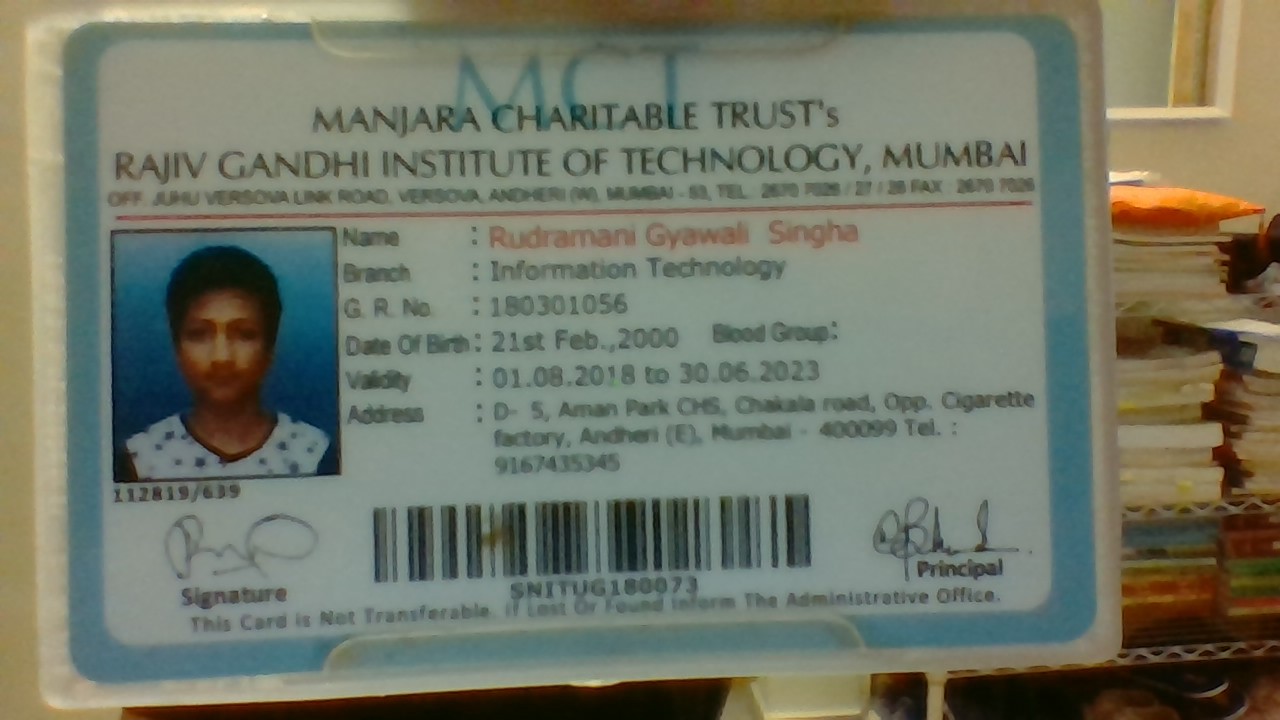 MCT
MANJARA CHARITABLE TRUST's
RAJIV GANDHI INSTITUTE OF TECHNOLOGY, MUMBAI
OFF. JUHU VERSOVA LINK ROAD, VERSOVA, ANDHERI (W), MUMBAI - 53, TEL.: 2670 7026 / 27 / 28 FAX : 2670 7026
Name : Rudramani Gyawali Singha
Branch : Information Technology
G. R. No. : 180301056
Date Of Birth : 21st Feb.,2000 Blood Group:
Validity : 01.08.2018 to 30.06.2023
Address : D- 5, Aman Park CHS, Chakala road, Opp. Cigarette
factory, Andheri (E), Mumbai - 400099 Tel. :
9167435345
112819/639
Signature
SNITUG180073
Principal
This Card is Not Transferable. If Lost Or Found Inform The Administrative Office.